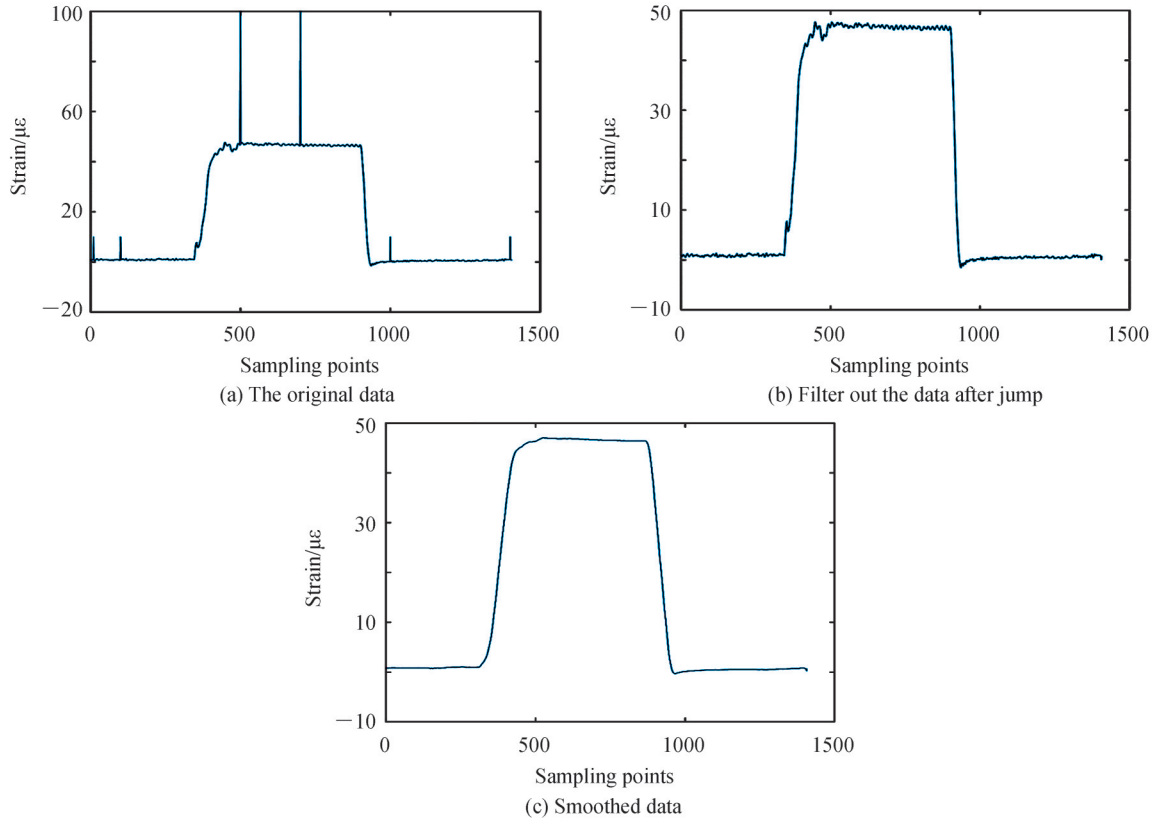 100
60
20
−20
Strain/με
0
500
1000
1500
Sampling points
(a) The original data
50
30
10
−10
Strain/με
0
500
1000
1500
Sampling points
(b) Filter out the data after jump
50
30
10
−10
Strain/με
0
500
1000
1500
Sampling points
(c) Smoothed data